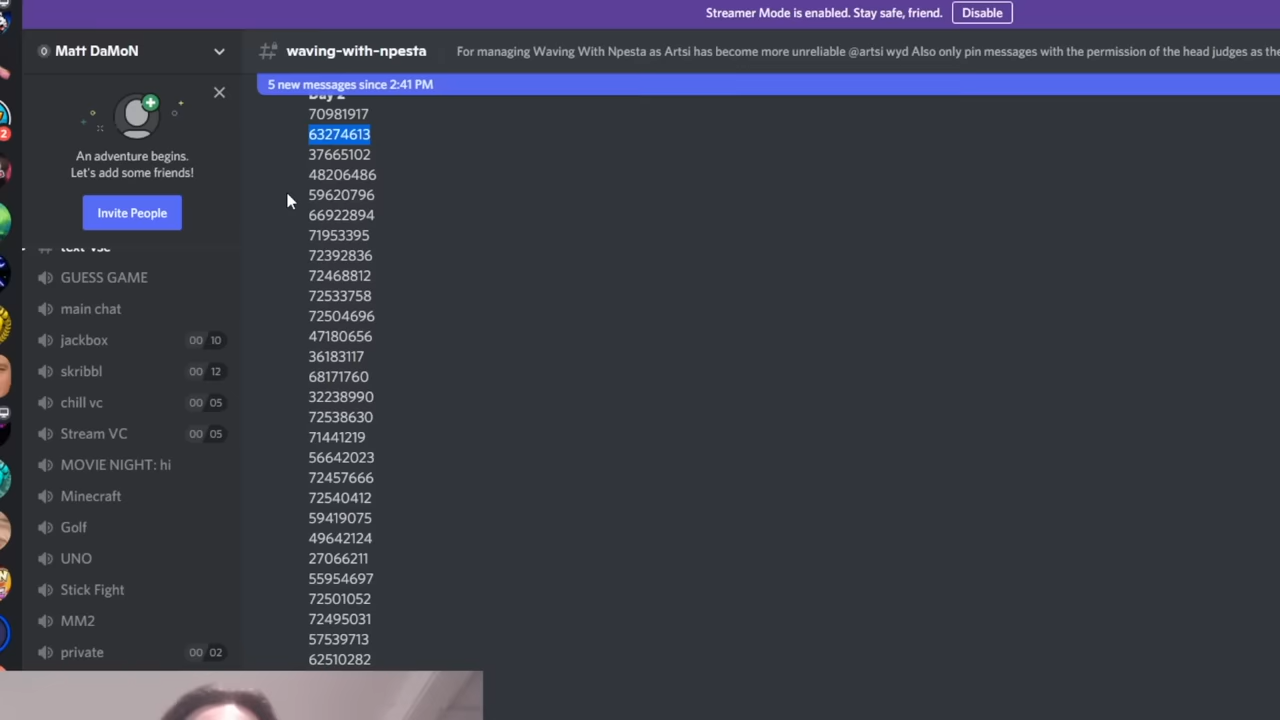 Streamer Mode is enabled. Stay safe, friend. Disable
Matt DaMoN
waving-with-npesta For managing Waving With Npesta as Artsi has become more unreliable @artsi wyd Also only pin messages with the permission of the head judges as the
5 new messages since 2:41 PM
An adventure begins.
Let's add some friends!
Invite People
text-vsc
GUESS GAME
main chat
jackbox 00 10
skribbl 00 12
chill vc 00 05
Stream VC 00 05
MOVIE NIGHT: hi
Minecraft
Golf
UNO
Stick Fight
MM2
private 00 02
Day 2
70981917
63274613
37665102
48206486
59620796
66922894
71953395
72392836
72468812
72533758
72504696
47180656
36183117
68171760
32238990
72538630
71441219
56642023
72457666
72540412
59419075
49642124
27066211
55954697
72501052
72495031
57539713
62510282